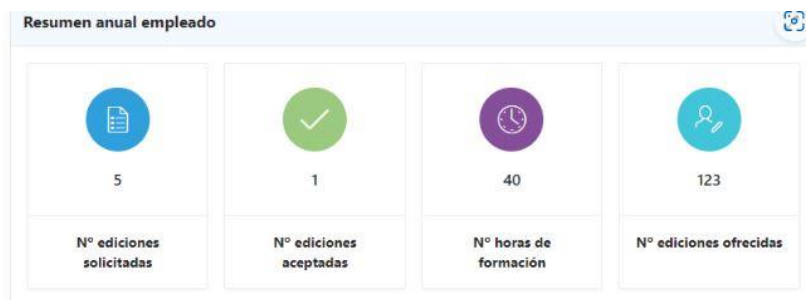 Resumen anual empleado
5
1
40
123
Nº ediciones
solicitadas
Nº ediciones
aceptadas
Nº horas de
formación
Nº ediciones ofrecidas